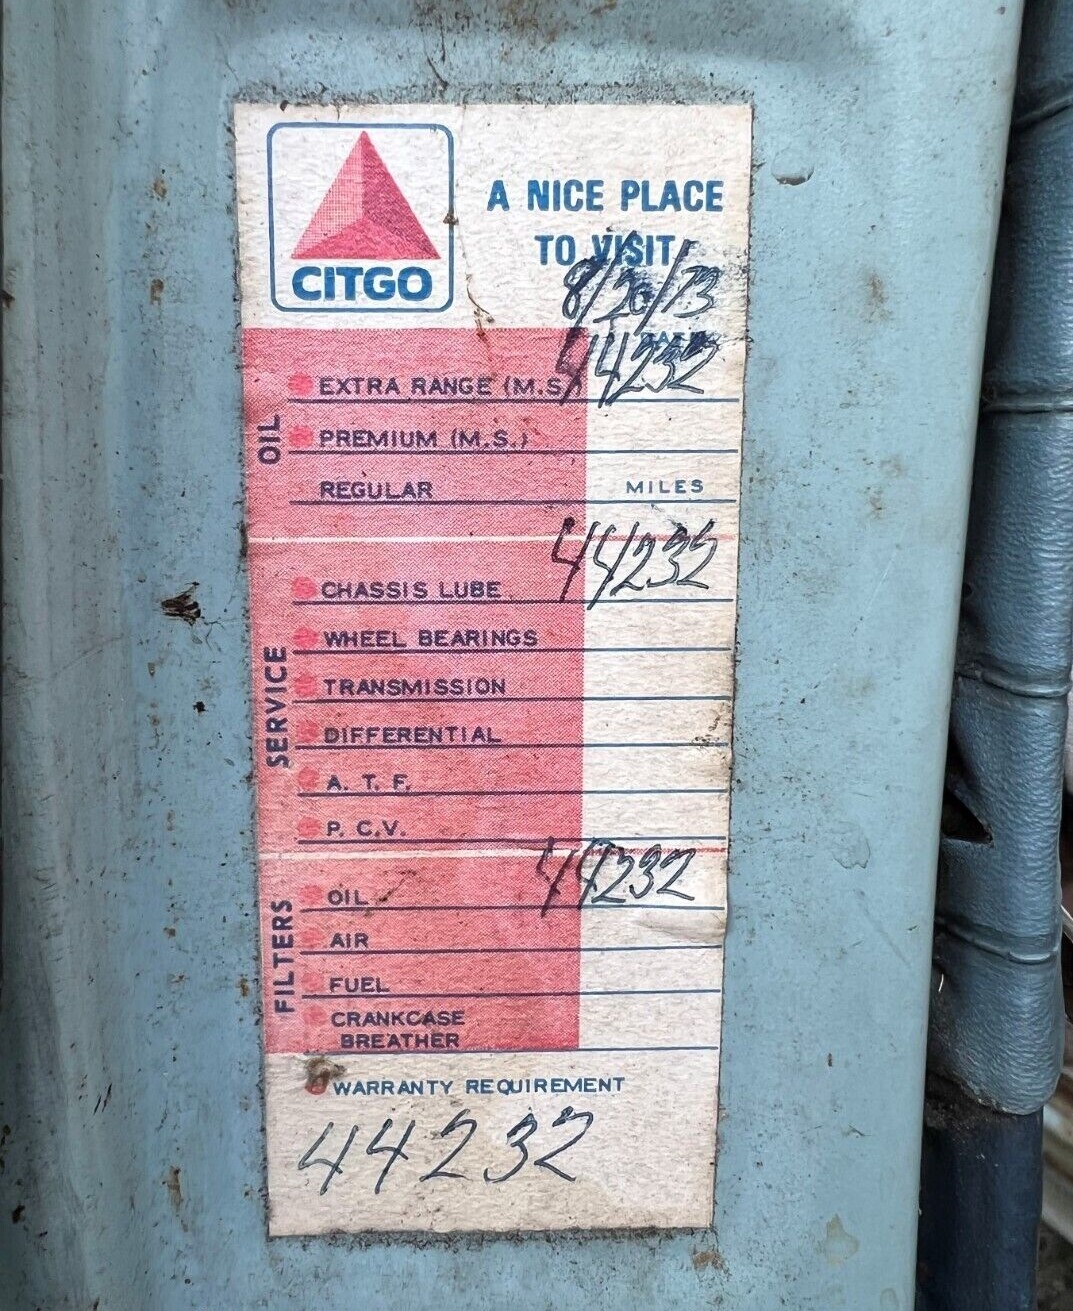 CITGO
A NICE PLACE
TO VISIT
8/20/73
DATE
44232
OIL
EXTRA RANGE (M.S.)
PREMIUM (M.S.)
REGULAR MILES
SERVICE
44232
CHASSIS LUBE
WHEEL BEARINGS
TRANSMISSION
DIFFERENTIAL
A. T. F.
P. C. V.
FILTERS
44232
OIL
AIR
FUEL
CRANKCASE
BREATHER
WARRANTY REQUIREMENT
44232